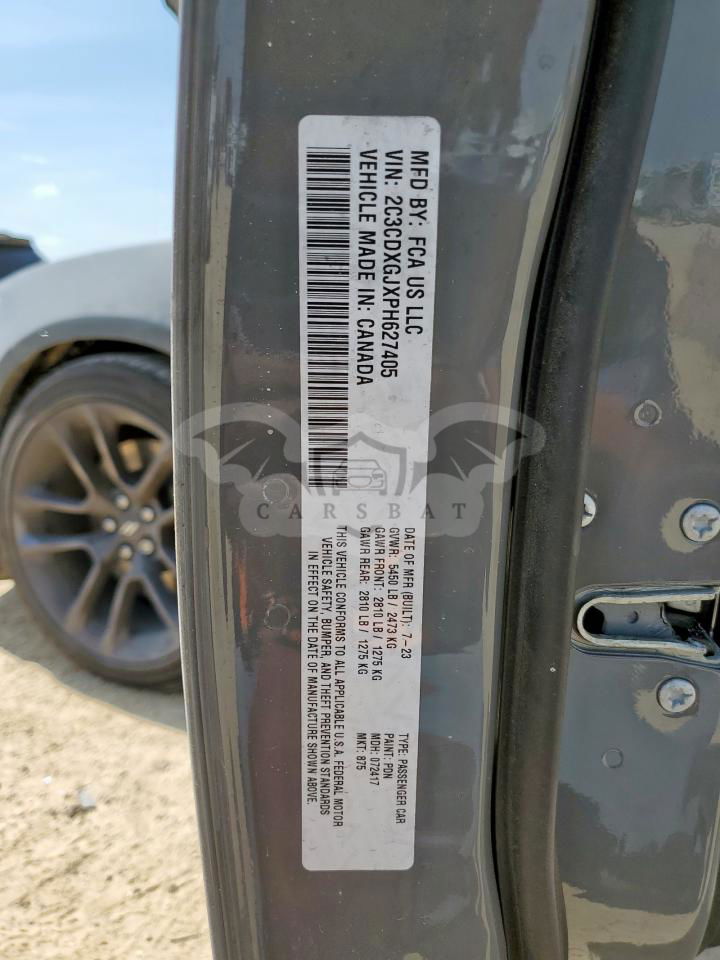 MFD BY: FCA US LLC
VIN: 2C3CDXGJXPH627405
VEHICLE MADE IN: CANADA
DATE OF MFR (BUILT): 7-23
GVWR: 5450 LB / 2473 KG
GAWR FRONT: 2810 LB / 1275 KG
GAWR REAR: 2810 LB / 1275 KG
THIS VEHICLE CONFORMS TO ALL APPLICABLE U.S.A. FEDERAL MOTOR
VEHICLE SAFETY, BUMPER, AND THEFT PREVENTION STANDARDS
IN EFFECT ON THE DATE OF MANUFACTURE SHOWN ABOVE.
TYPE: PASSENGER CAR
PAINT: PDN
MDH: 072417
MKT: 875
CARSBAT